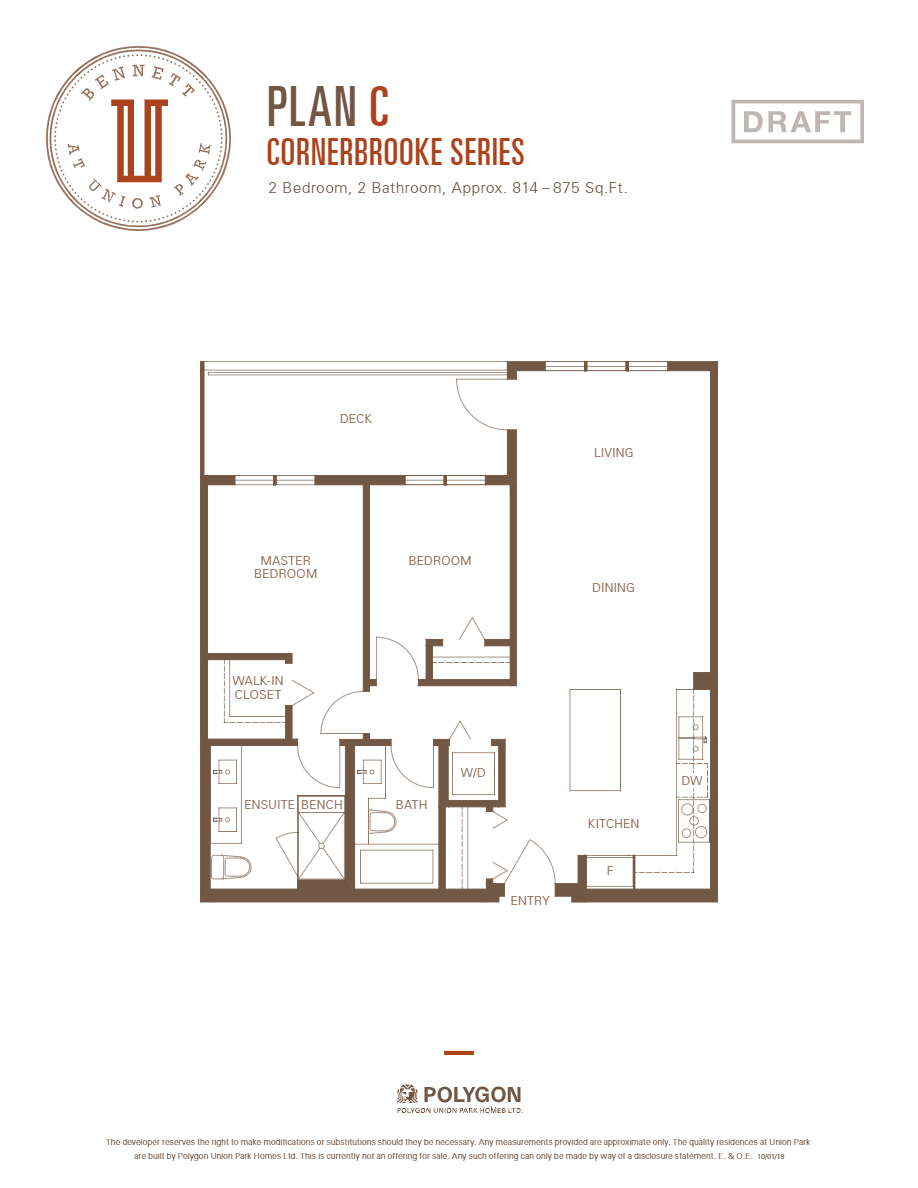 BENNETT
AT UNION PARK
PLAN C
CORNERBROOKE SERIES
2 Bedroom, 2 Bathroom, Approx. 814–875 Sq.Ft.
DRAFT
DECK
LIVING
MASTER
BEDROOM
BEDROOM
DINING
WALK-IN
CLOSET
W/D
DW
ENSUITE
BENCH
BATH
KITCHEN
F
ENTRY
POLYGON
POLYGON UNION PARK HOMES LTD.
The developer reserves the right to make modifications or substitutions should they be necessary. Any measurements provided are approximate only. The quality residences at Union Park
are built by Polygon Union Park Homes Ltd. This is currently not an offering for sale. Any such offering can only be made by way of a disclosure statement. E. & O.E. 10/01/18